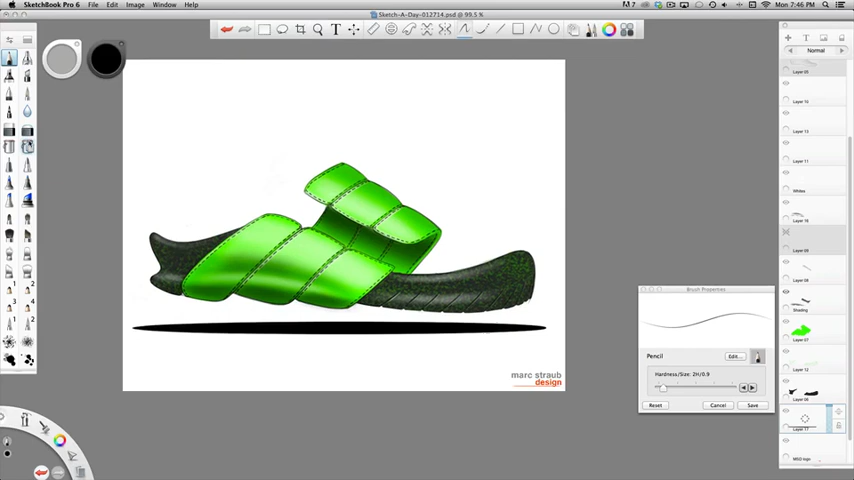 SketchBook Pro 6 File Edit Image Window Help
7 Mon 7:46 PM
Sketch-A-Day-012714.psd @ 99.5 %
Normal
Layer 05
Layer 10
Layer 13
Layer 11
Whites
Layer 16
Layer 09
Layer 08
Shading
Layer 07
Layer 12
Layer 06
Layer 17
Brush Properties
Pencil
Edit...
Hardness/Size: 2H/0.9
Reset Cancel Save
marc straub
design